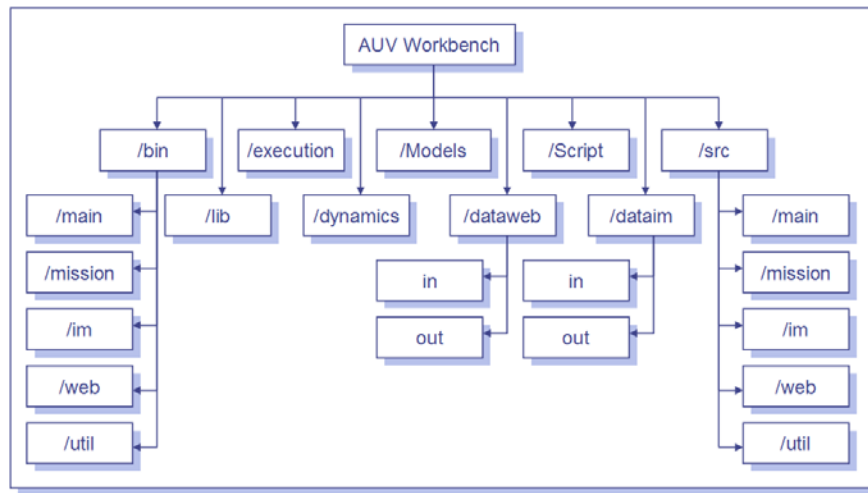 AUV Workbench
/bin
/execution
/Models
/Script
/src
/main
/lib
/dynamics
/dataweb
/dataim
/main
/mission
in
in
/mission
/im
out
out
/im
/web
/web
/util
/util